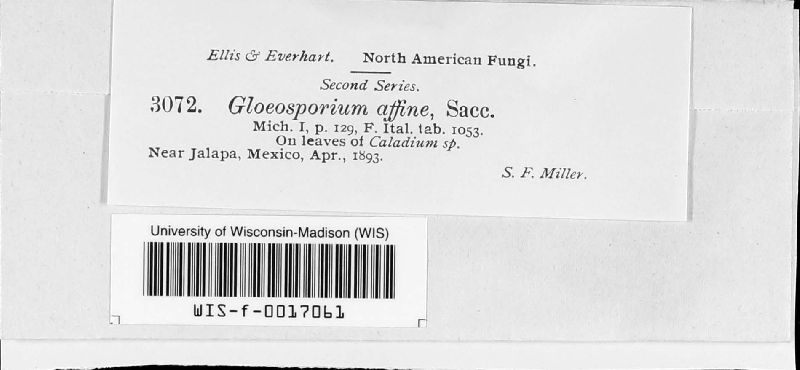 Ellis & Everhart. North American Fungi.
Second Series.
3072. Gloeosporium affine, Sacc.
Mich. I, p. 129, F. Ital. tab. 1053.
On leaves of Caladium sp.
Near Jalapa, Mexico, Apr., 1893.
S. F. Miller.
University of Wisconsin-Madison (WIS)
WIS-f-0017061